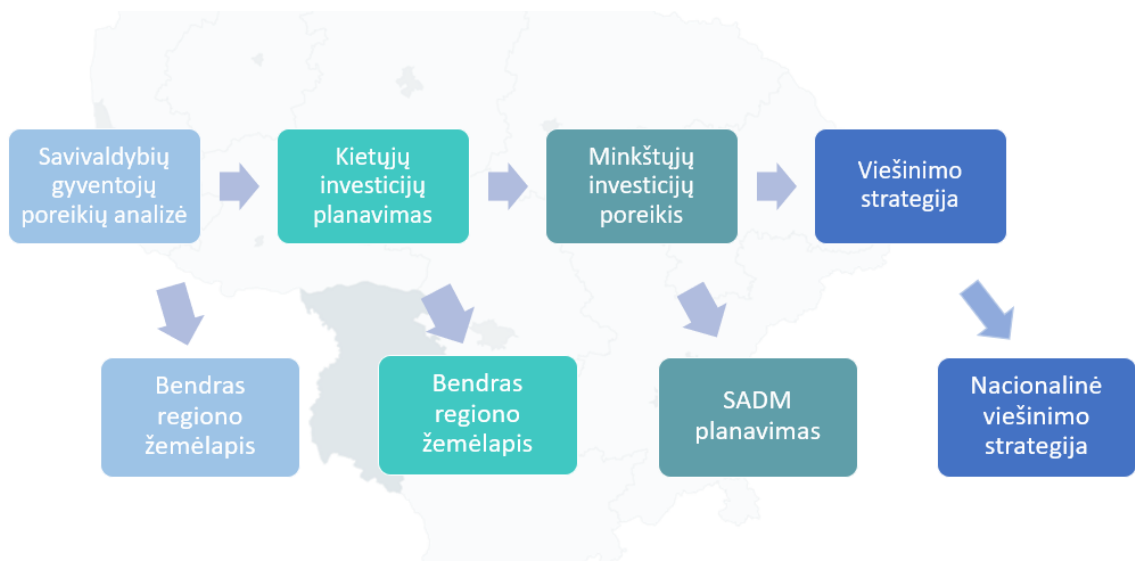 Savivaldybių
gyventojų
poreikių analizė
Kietųjų
investicijų
planavimas
Minkštųjų
investicijų
poreikis
Viešinimo
strategija
Bendras
regiono
žemėlapis
Bendras
regiono
žemėlapis
SADM
planavimas
Nacionalinė
viešinimo
strategija